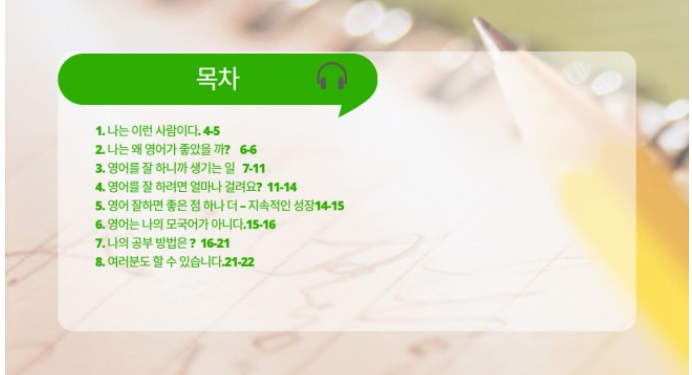 목차
1. 나는 이런 사람이다. 4-5
2. 나는 왜 영어가 좋았을 까? 6-6
3. 영어를 잘 하니까 생기는 일 7-11
4. 영어를 잘 하려면 얼마나 걸려요? 11-14
5. 영어 잘하면 좋은 점 하나 더 – 지속적인 성장14-15
6. 영어는 나의 모국어가 아니다.15-16
7. 나의 공부 방법은 ? 16-21
8. 여러분도 할 수 있습니다.21-22